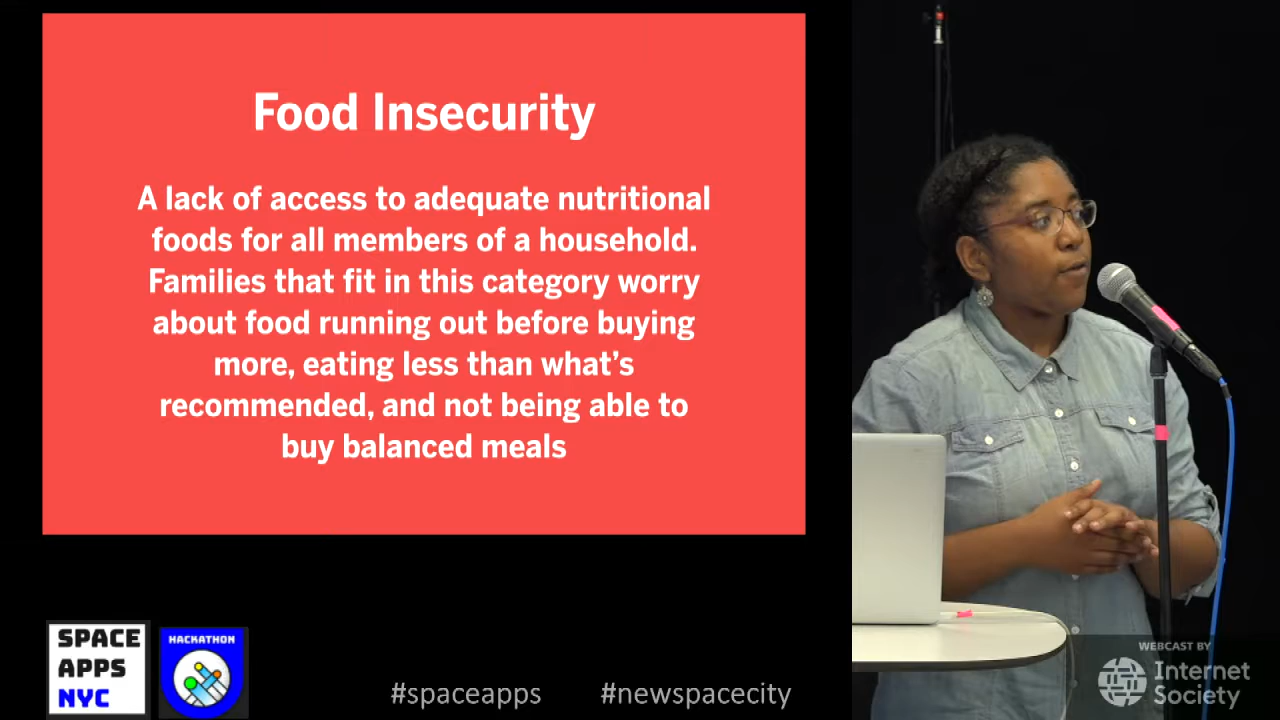 Food Insecurity
A lack of access to adequate nutritional
foods for all members of a household.
Families that fit in this category worry
about food running out before buying
more, eating less than what's
recommended, and not being able to
buy balanced meals
SPACE
APPS
NYC
HACKATHON
#spaceapps #newspacecity
WEBCAST BY
Internet
Society